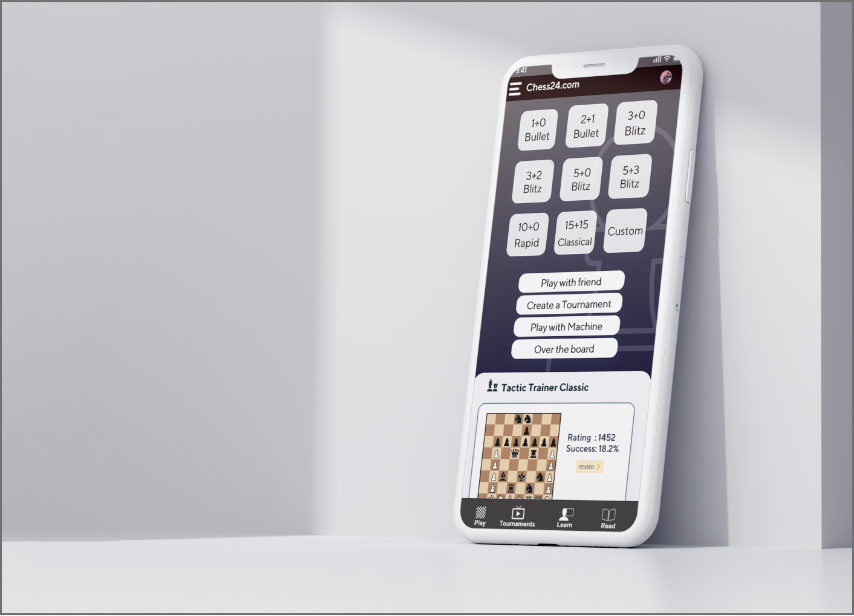 9:41
Chess24.com
1+0
Bullet
2+1
Bullet
3+0
Blitz
3+2
Blitz
5+0
Blitz
5+3
Blitz
10+0
Rapid
15+15
Classical
Custom
Play with friend
Create a Tournament
Play with Machine
Over the board
Tactic Trainer Classic
Rating : 1452
Success: 18.2%
more >
Play
Tournaments
Learn
Read